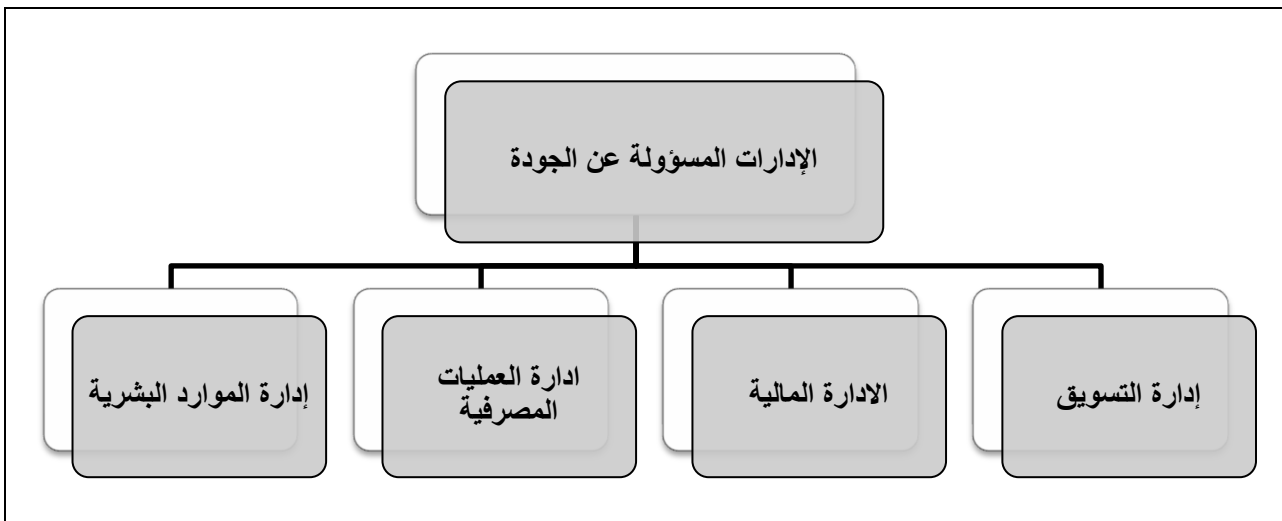 الإدارات المسؤولة عن الجودة
إدارة التسويق
الادارة المالية
ادارة العمليات
المصرفية
إدارة الموارد البشرية